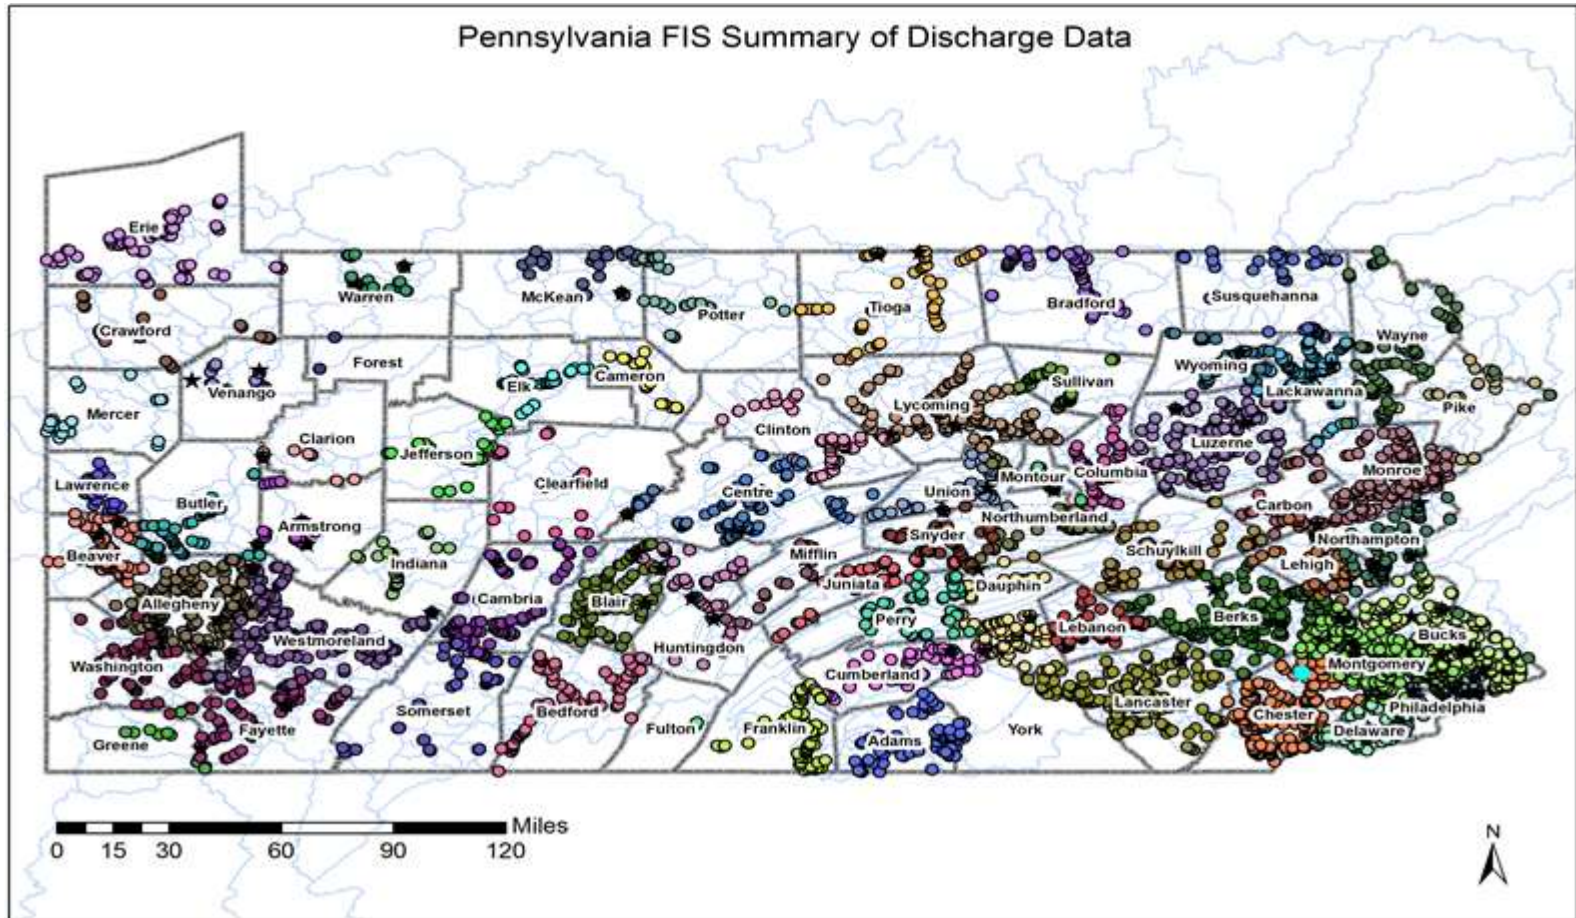 Pennsylvania FIS Summary of Discharge Data
Erie
Warren
McKean
Potter
Tioga
Bradford
Susquehanna
Crawford
Wayne
Forest
Wyoming
Elk
Cameron
Sullivan
Lackawanna
Venango
Mercer
Lycoming
Pike
Clinton
Clarion
Luzerne
Jefferson
Monroe
Columbia
Montour
Lawrence
Clearfield
Centre
Union
Butler
Carbon
Northumberland
Armstrong
Snyder
Northampton
Beaver
Mifflin
Schuylkill
Indiana
Lehigh
Juniata
Dauphin
Allegheny
Cambria
Blair
Perry
Berks
Lebanon
Bucks
Westmoreland
Huntingdon
Washington
Montgomery
Cumberland
Lancaster
Philadelphia
Somerset
Bedford
Chester
Fayette
Fulton
Franklin
York
Delaware
Greene
Adams
Miles
0 15 30 60 90 120
N